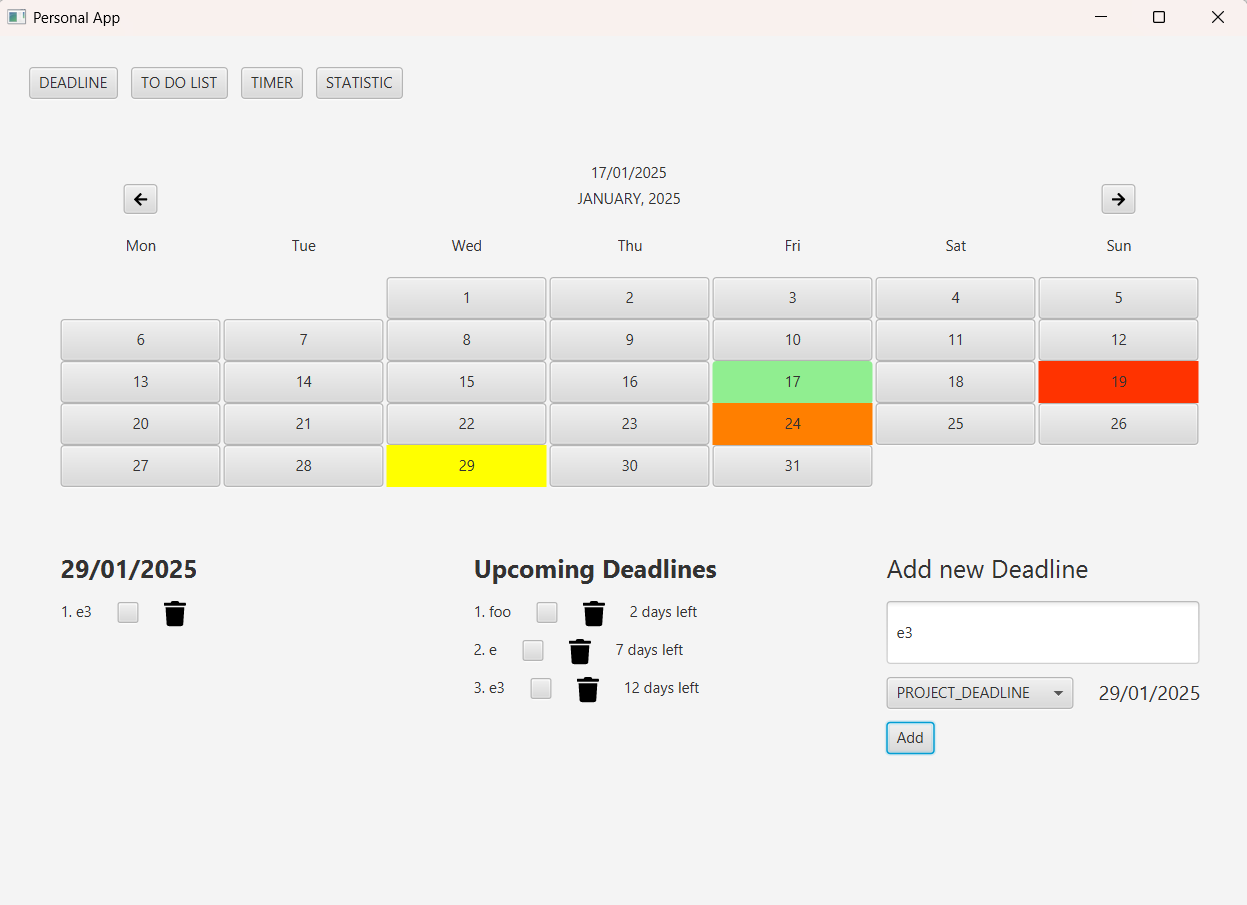 Personal App
DEADLINE TO DO LIST TIMER STATISTIC
17/01/2025
JANUARY, 2025
Mon Tue Wed Thu Fri Sat Sun
1 2 3 4 5
6 7 8 9 10 11 12
13 14 15 16 17 18 19
20 21 22 23 24 25 26
27 28 29 30 31
29/01/2025
1. e3
Upcoming Deadlines
1. foo 2 days left
2. e 7 days left
3. e3 12 days left
Add new Deadline
e3
PROJECT_DEADLINE 29/01/2025
Add